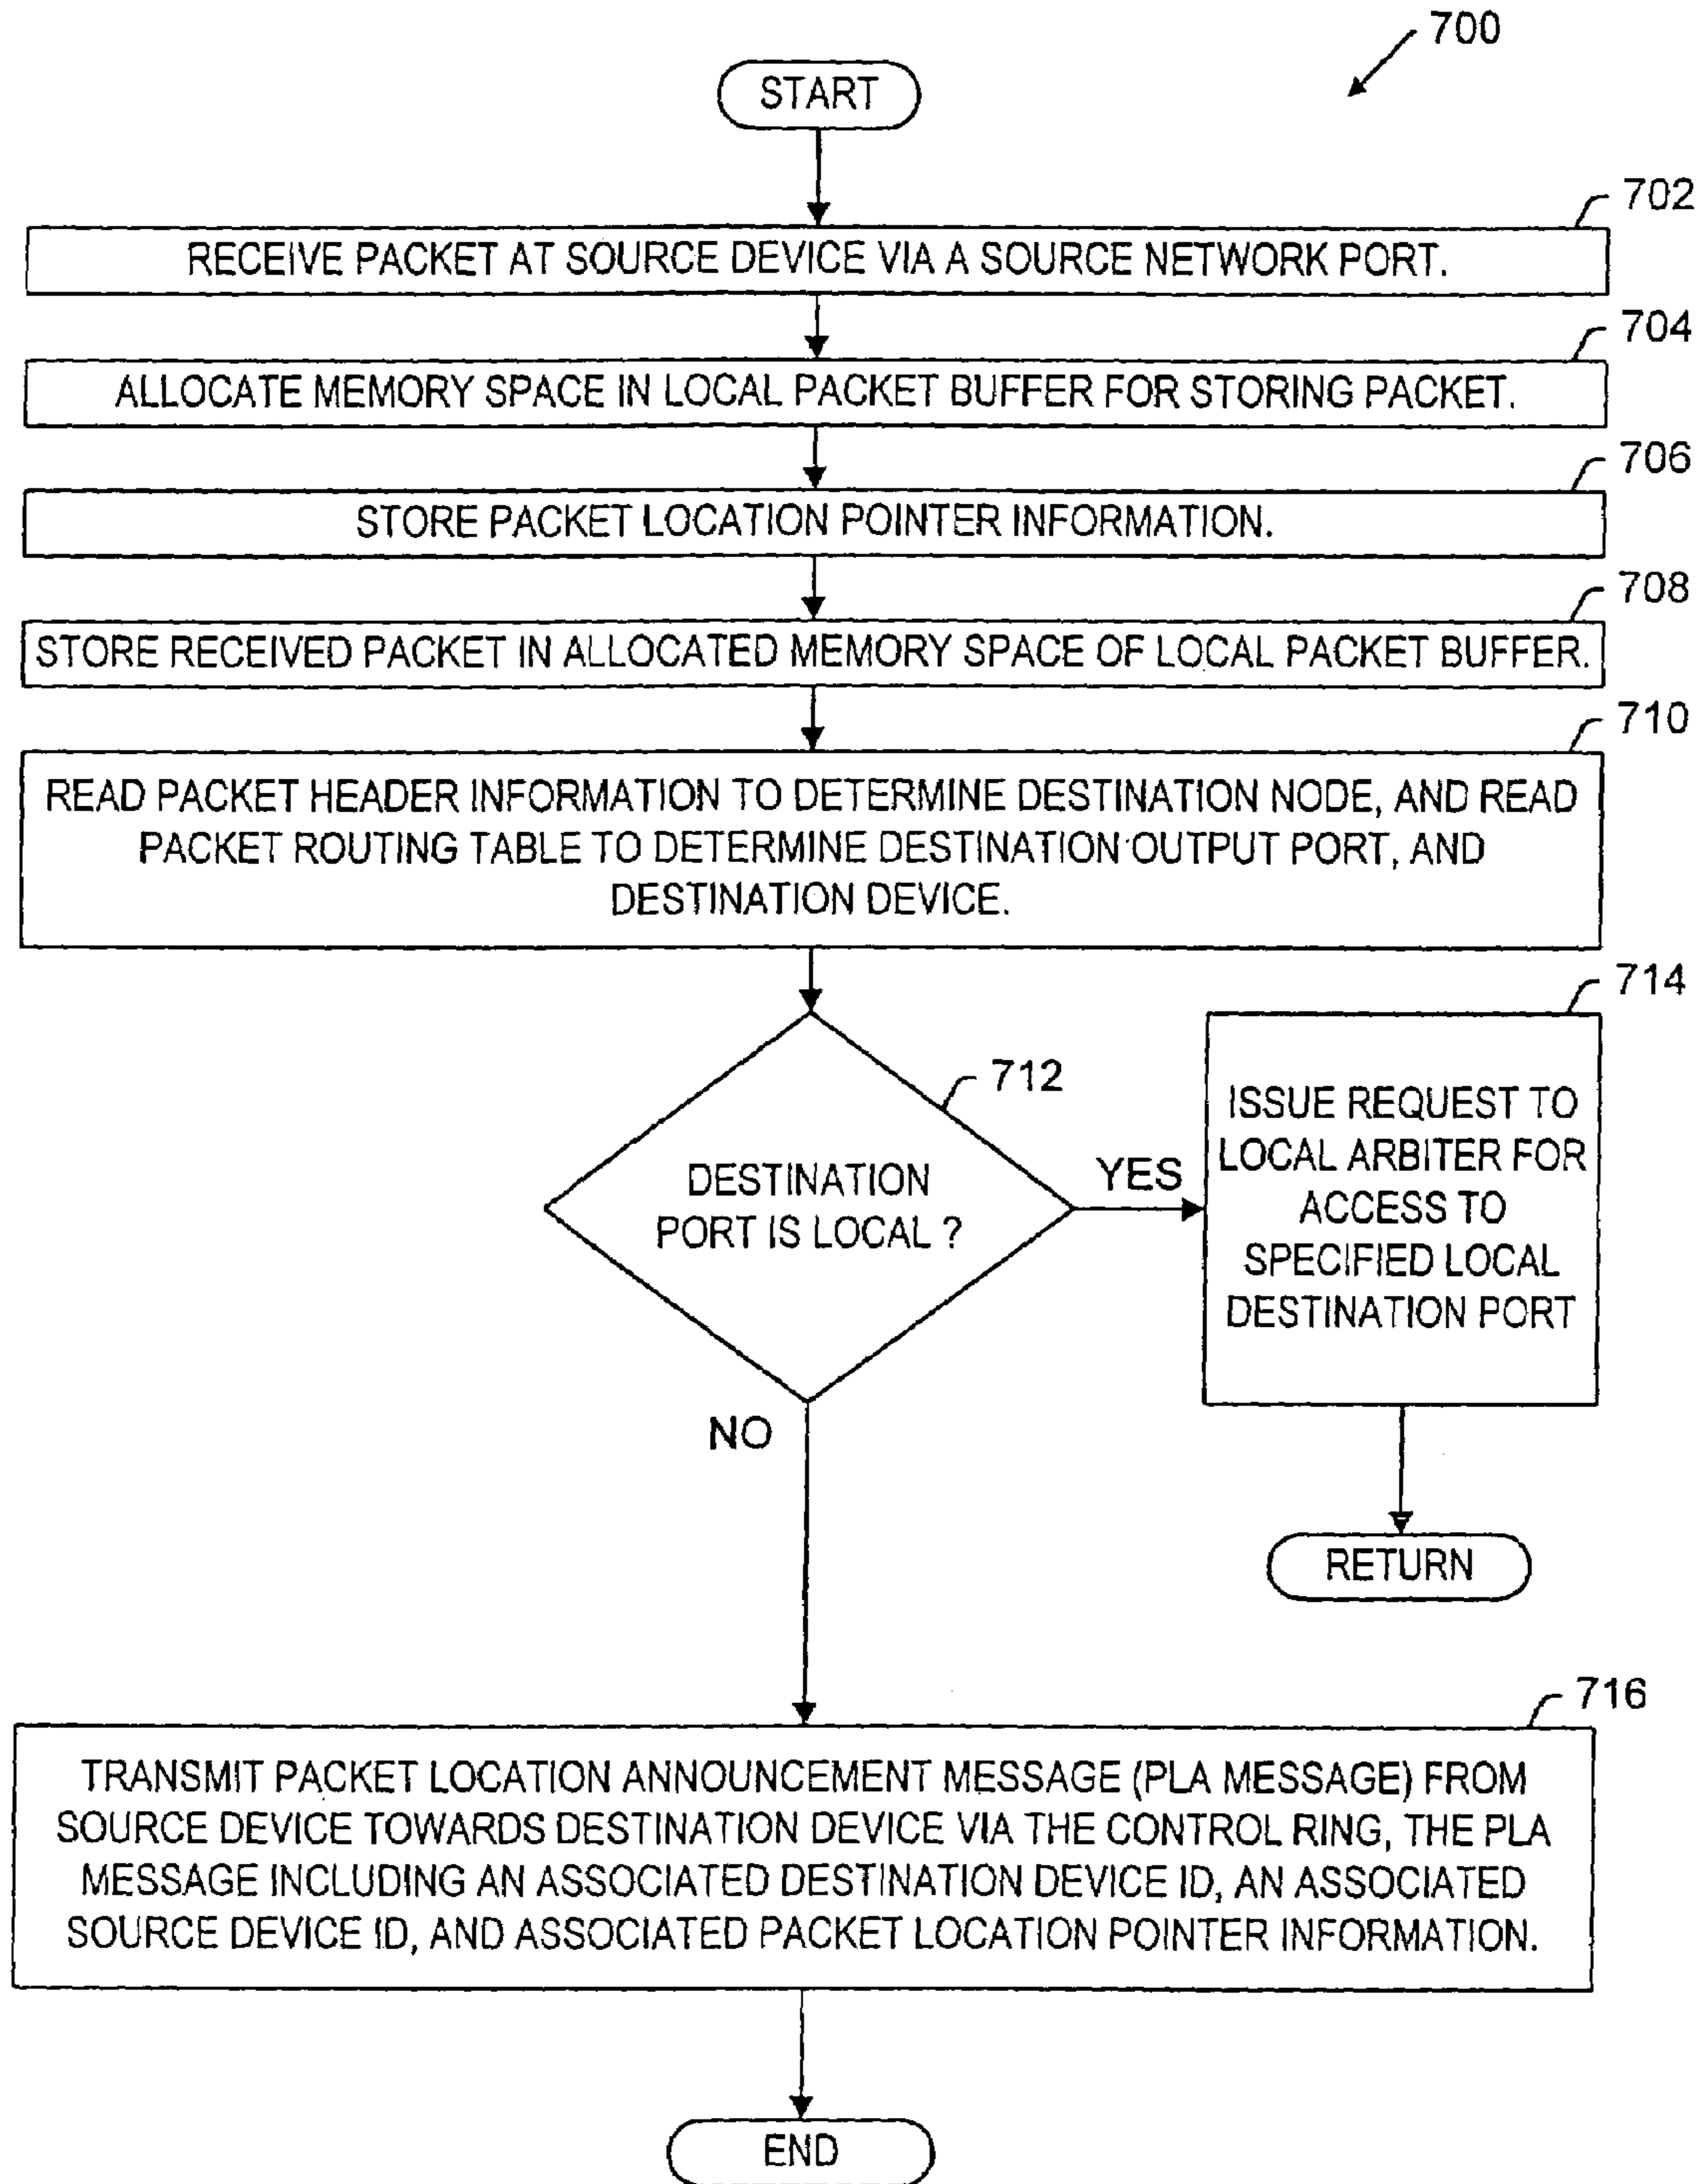 700
START
702
RECEIVE PACKET AT SOURCE DEVICE VIA A SOURCE NETWORK PORT.
704
ALLOCATE MEMORY SPACE IN LOCAL PACKET BUFFER FOR STORING PACKET.
706
STORE PACKET LOCATION POINTER INFORMATION.
708
STORE RECEIVED PACKET IN ALLOCATED MEMORY SPACE OF LOCAL PACKET BUFFER.
710
READ PACKET HEADER INFORMATION TO DETERMINE DESTINATION NODE, AND READ
PACKET ROUTING TABLE TO DETERMINE DESTINATION OUTPUT PORT, AND
DESTINATION DEVICE.
712
DESTINATION
PORT IS LOCAL ?
YES
714
ISSUE REQUEST TO
LOCAL ARBITER FOR
ACCESS TO
SPECIFIED LOCAL
DESTINATION PORT
NO
RETURN
716
TRANSMIT PACKET LOCATION ANNOUNCEMENT MESSAGE (PLA MESSAGE) FROM
SOURCE DEVICE TOWARDS DESTINATION DEVICE VIA THE CONTROL RING, THE PLA
MESSAGE INCLUDING AN ASSOCIATED DESTINATION DEVICE ID, AN ASSOCIATED
SOURCE DEVICE ID, AND ASSOCIATED PACKET LOCATION POINTER INFORMATION.
END